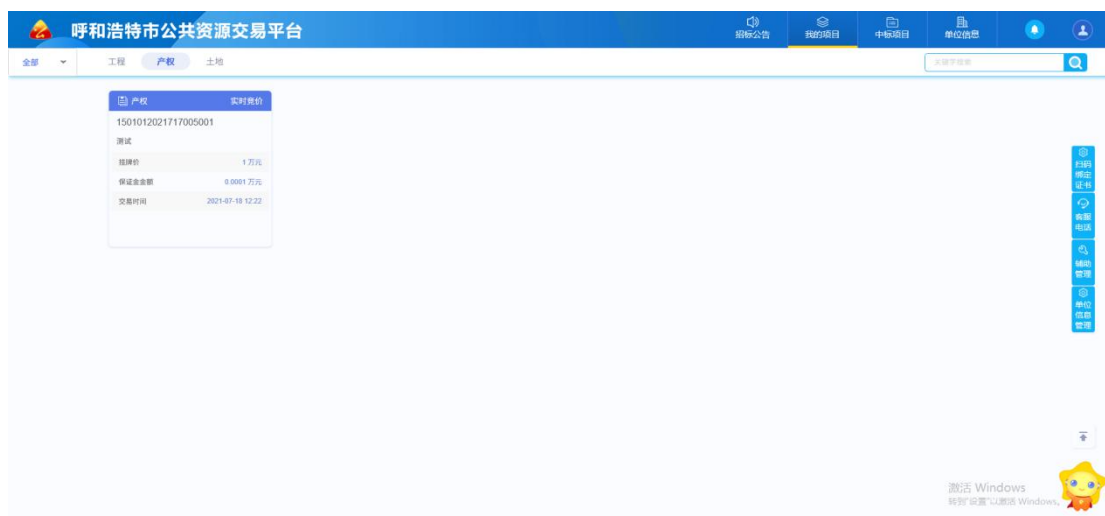 呼和浩特市公共资源交易平台
招标公告 我的项目 中标项目 单位信息
全部 工程 产权 土地 关键字搜索
产权 实时竞价
1501012021717005001
测试
挂牌价 1 万元
保证金金额 0.0001 万元
交易时间 2021-07-18 12:22
扫码
绑定
证书
客服
电话
辅助
管理
单位
信息
管理
激活 Windows
转到"设置"以激活 Windows。